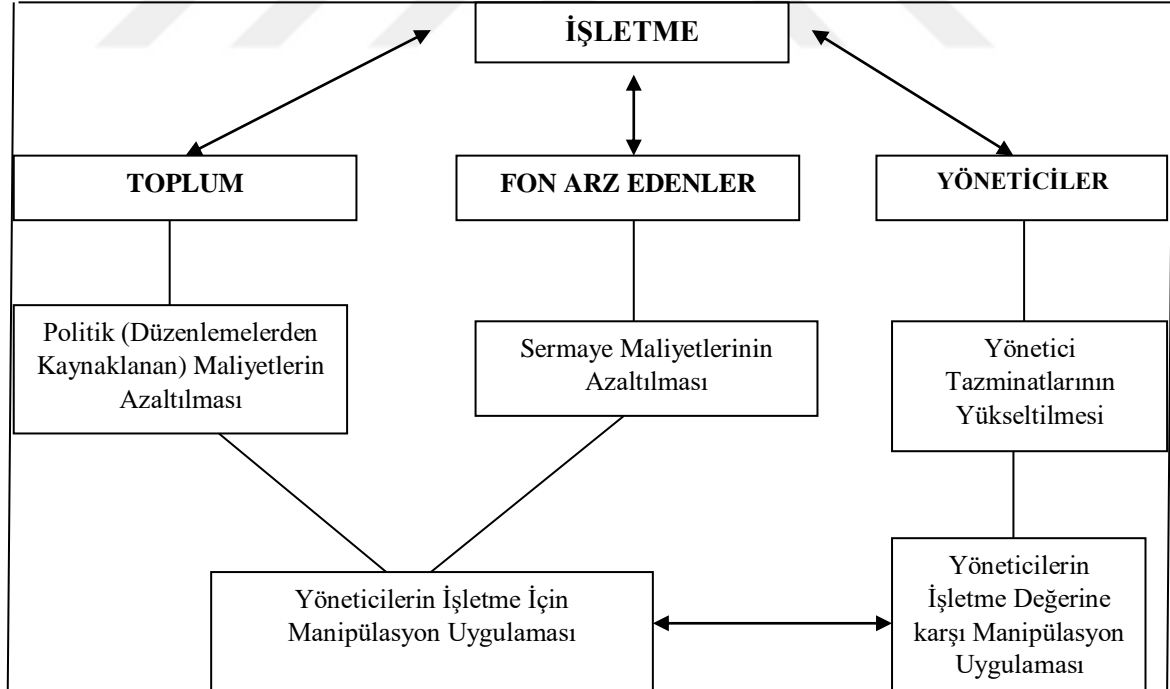 İŞLETME
TOPLUM
FON ARZ EDENLER
YÖNETİCİLER
Politik (Düzenlemelerden
Kaynaklanan) Maliyetlerin
Azaltılması
Sermaye Maliyetlerinin
Azaltılması
Yönetici
Tazminatlarının
Yükseltilmesi
Yöneticilerin İşletme İçin
Manipülasyon Uygulaması
Yöneticilerin
İşletme Değerine
karşı Manipülasyon
Uygulaması